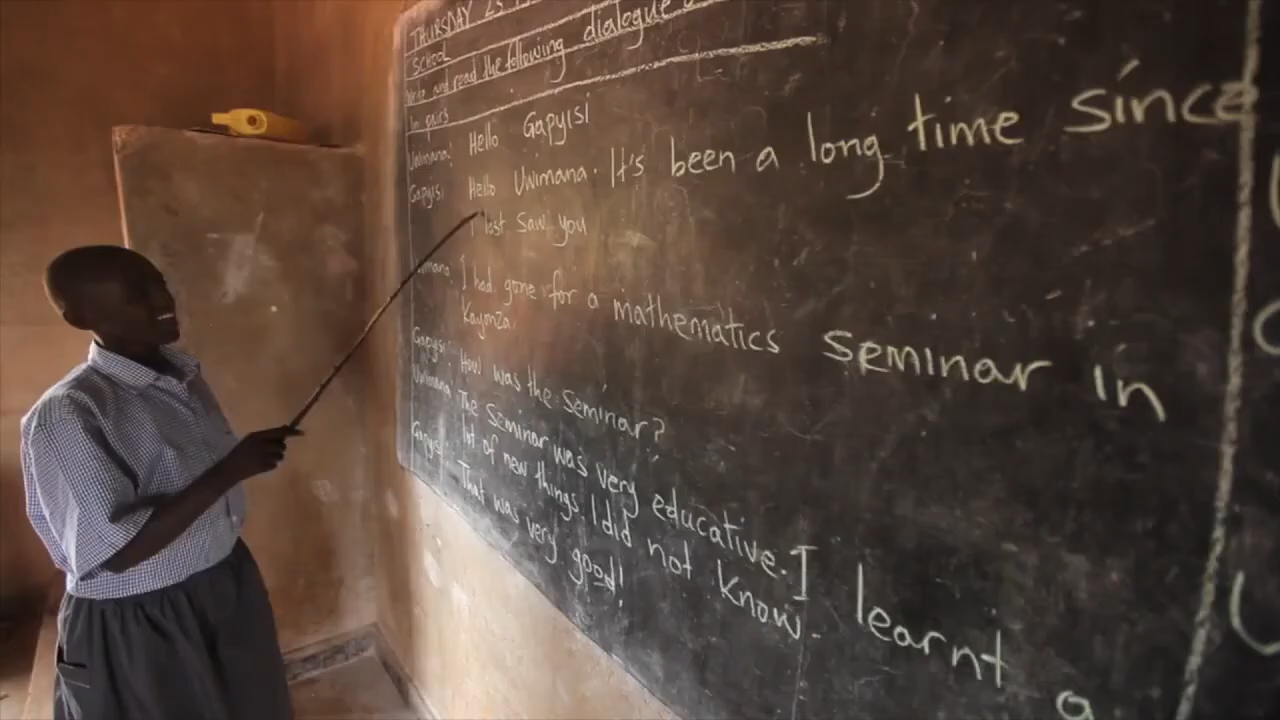 THURSDAY 23
SCHOOL
Write and read the following dialogue
In pairs
Uwimana: Hello Gapyisi
Gapyisi Hello Uwimana. It's been a long time since
I last saw you
Uwimana I had gone for a mathematics seminar in
Kayonza.
Gapyisi: How was the seminar?
Uwimana The seminar was very educative. I learnt a
lot of new things I did not know.
Gapyisi That was very good!